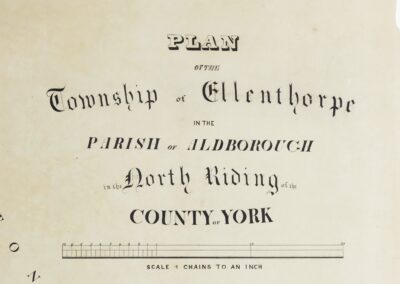 PLAN
OF THE
Township of Ellenthorpe
IN THE
PARISH OF ALDBOROUGH
in the North Riding of the
COUNTY OF YORK
SCALE 4 CHAINS TO AN INCH